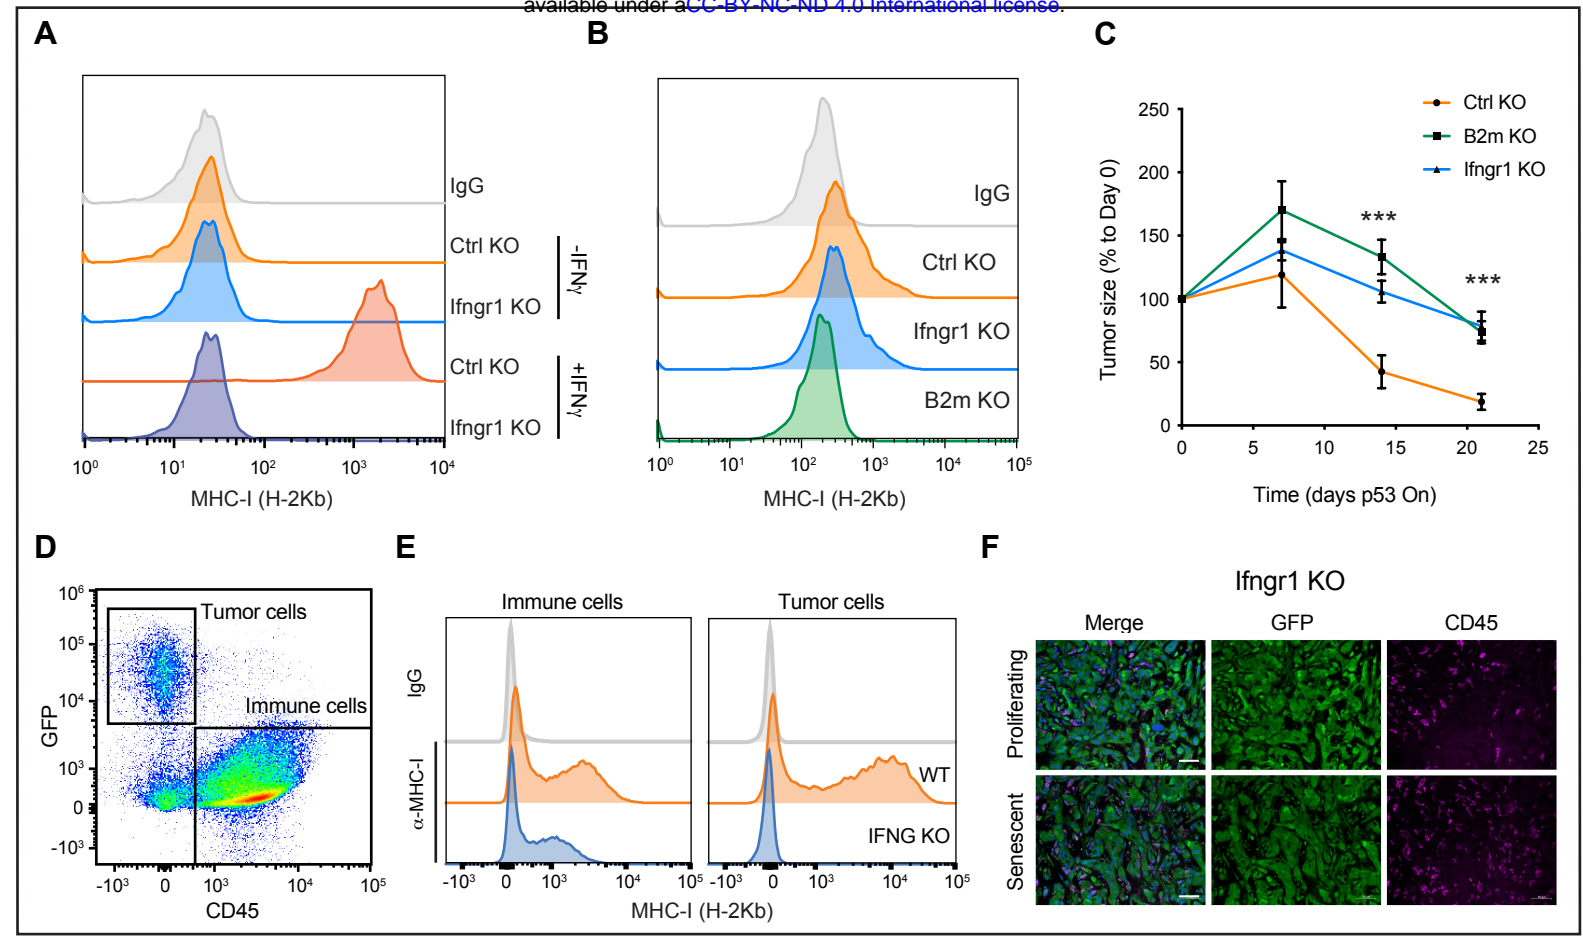 available under aCC-BY-NC-ND 4.0 International license.
A
IgG
Ctrl KO
Ifngr1 KO
-IFNγ
Ctrl KO
Ifngr1 KO
+IFNγ
10⁰ 10¹ 10² 10³ 10⁴
MHC-I (H-2Kb)
B
IgG
Ctrl KO
Ifngr1 KO
B2m KO
10⁰ 10¹ 10² 10³ 10⁴ 10⁵
MHC-I (H-2Kb)
C
Ctrl KO
B2m KO
Ifngr1 KO
Tumor size (% to Day 0)
250
200
150
100
50
0
***
***
0 5 10 15 20 25
Time (days p53 On)
D
GFP
10⁶
10⁵
10⁴
10³
0
-10³
Tumor cells
Immune cells
-10³ 0 10³ 10⁴ 10⁵
CD45
E
Immune cells
Tumor cells
IgG
α-MHC-I
WT
IFNG KO
-10³ 0 10³ 10⁴ 10⁵
-10³ 0 10³ 10⁴ 10⁵
MHC-I (H-2Kb)
F
Ifngr1 KO
Merge GFP CD45
Proliferating
Senescent